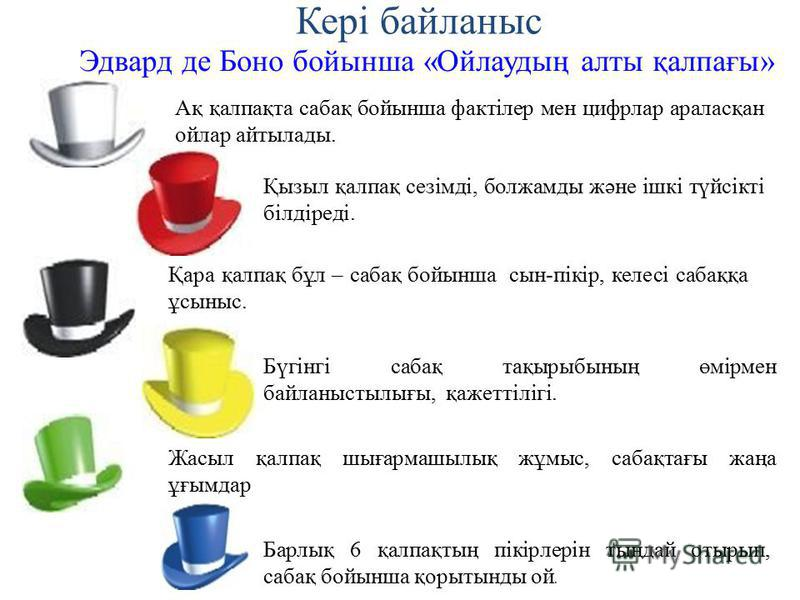 Кері байланыс
Эдвард де Боно бойынша «Ойлаудың алты қалпағы»
Ақ қалпақта сабақ бойынша фактілер мен цифрлар араласқан
ойлар айтылады.
Қызыл қалпақ сезімді, болжамды және ішкі түйсікті
білдіреді.
Қара қалпақ бұл – сабақ бойынша сын-пікір, келесі сабаққа
ұсыныс.
Бүгінгі сабақ тақырыбының өмірмен
байланыстылығы, қажеттілігі.
Жасыл қалпақ шығармашылық жұмыс, сабақтағы жаңа
ұғымдар
Барлық 6 қалпақтың пікірлерін тыңдай отырып,
сабақ бойынша қорытынды ой.
MyShared